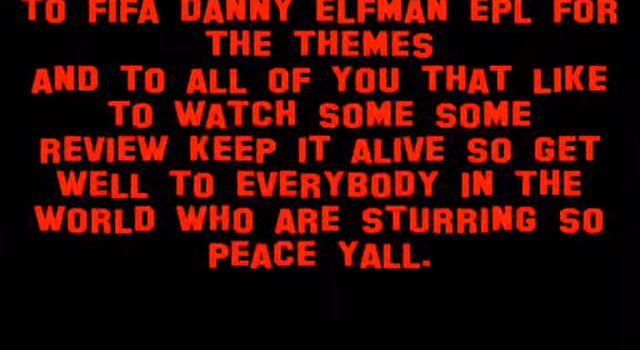 TO FIFA DANNY ELFMAN EPL FOR
THE THEMES
AND TO ALL OF YOU THAT LIKE
TO WATCH SOME SOME
REVIEW KEEP IT ALIVE SO GET
WELL TO EVERYBODY IN THE
WORLD WHO ARE STURRING SO
PEACE YALL.